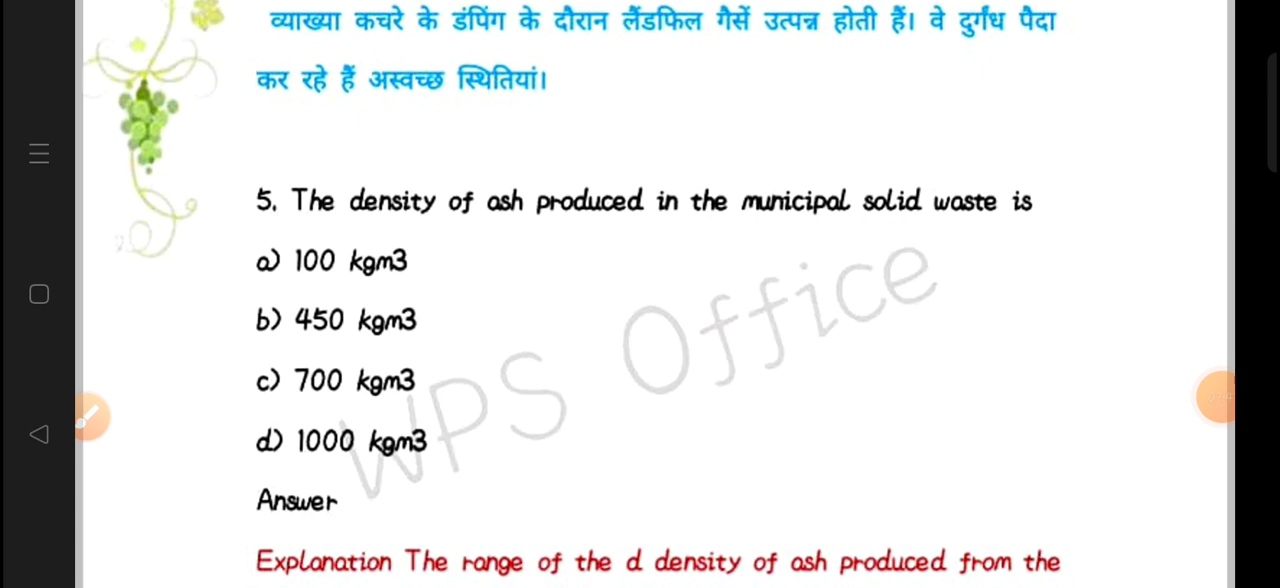 व्याख्या कचरे के डंपिंग के दौरान लैंडफिल गैसें उत्पन्न होती हैं। वे दुर्गंध पैदा
कर रहे हैं अस्वच्छ स्थितियां।
5. The density of ash produced in the municipal solid waste is
a) 100 kgm3
b) 450 kgm3
c) 700 kgm3
d) 1000 kgm3
WPS Office
Answer
Explanation The range of the d density of ash produced from the